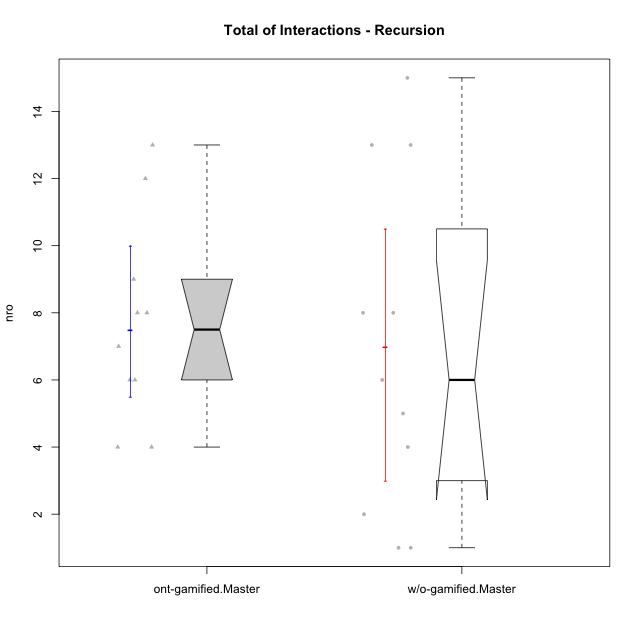 Total of Interactions - Recursion
14
12
10
8
6
4
2
nro
ont-gamified.Master
w/o-gamified.Master